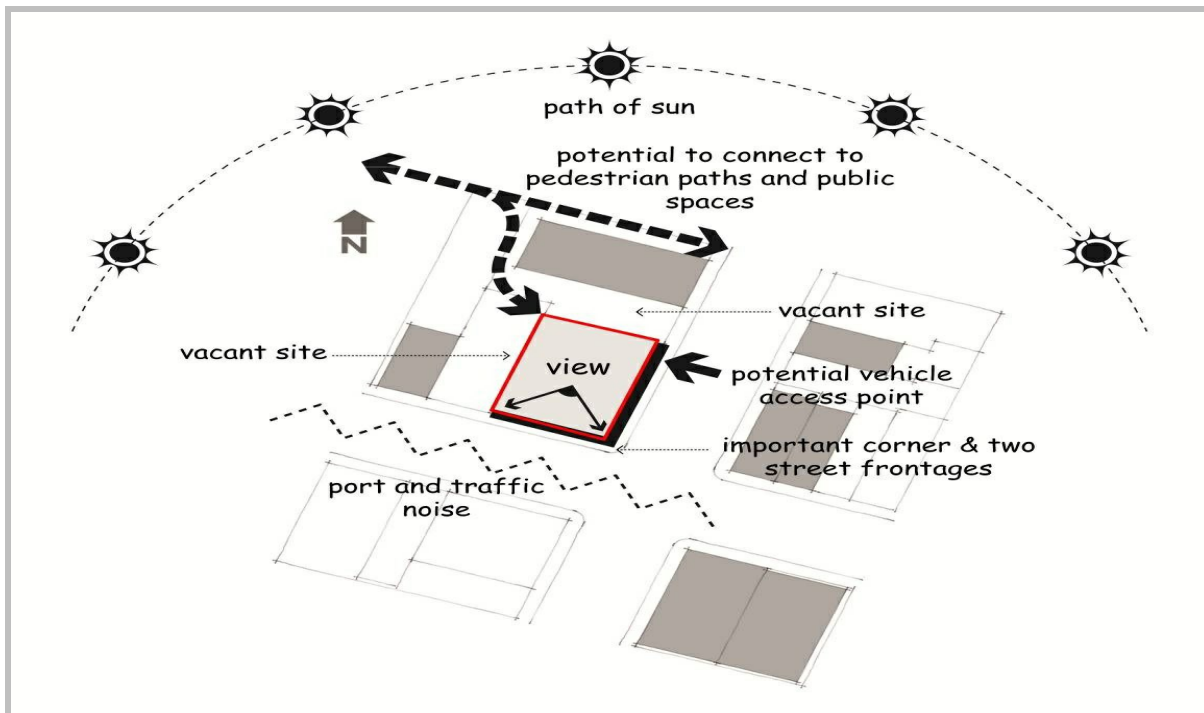 path of sun
potential to connect to
pedestrian paths and public
spaces
N
vacant site
vacant site
view
potential vehicle
access point
important corner & two
street frontages
port and traffic
noise